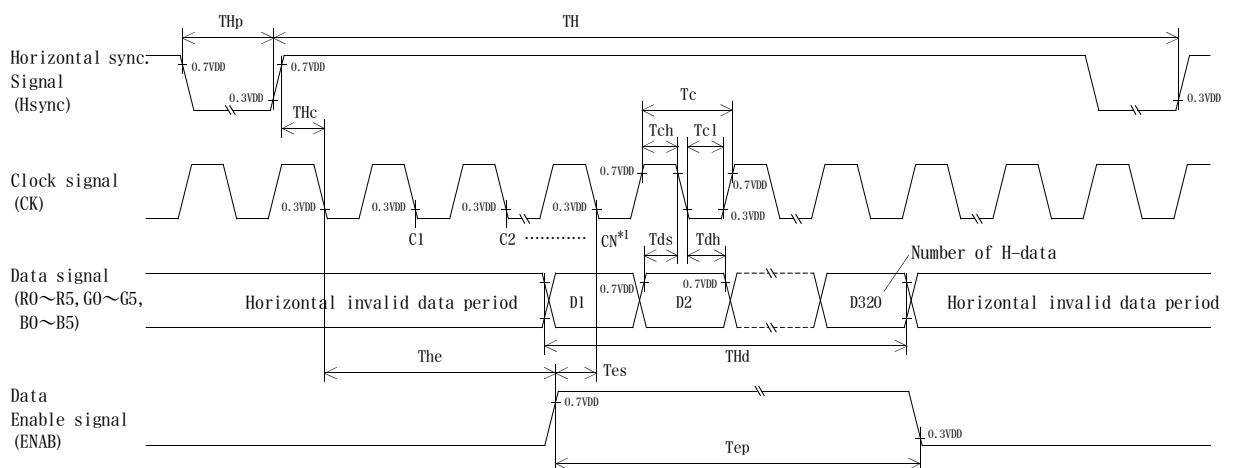 THp
TH
Horizontal sync.
Signal
(Hsync)
0.7VDD
0.7VDD
0.3VDD
0.3VDD
THc
Tc
Tch
Tcl
Clock signal
(CK)
0.7VDD
0.7VDD
0.3VDD
0.3VDD
0.3VDD
0.3VDD
0.3VDD
C1
C2
CN*1
Tds
Tdh
Number of H-data
Data signal
(R0~R5,G0~G5,
B0~B5)
Horizontal invalid data period
D1
0.7VDD
D2
0.7VDD
D320
Horizontal invalid data period
The
THd
Tes
Data
Enable signal
(ENAB)
0.7VDD
0.3VDD
Tep